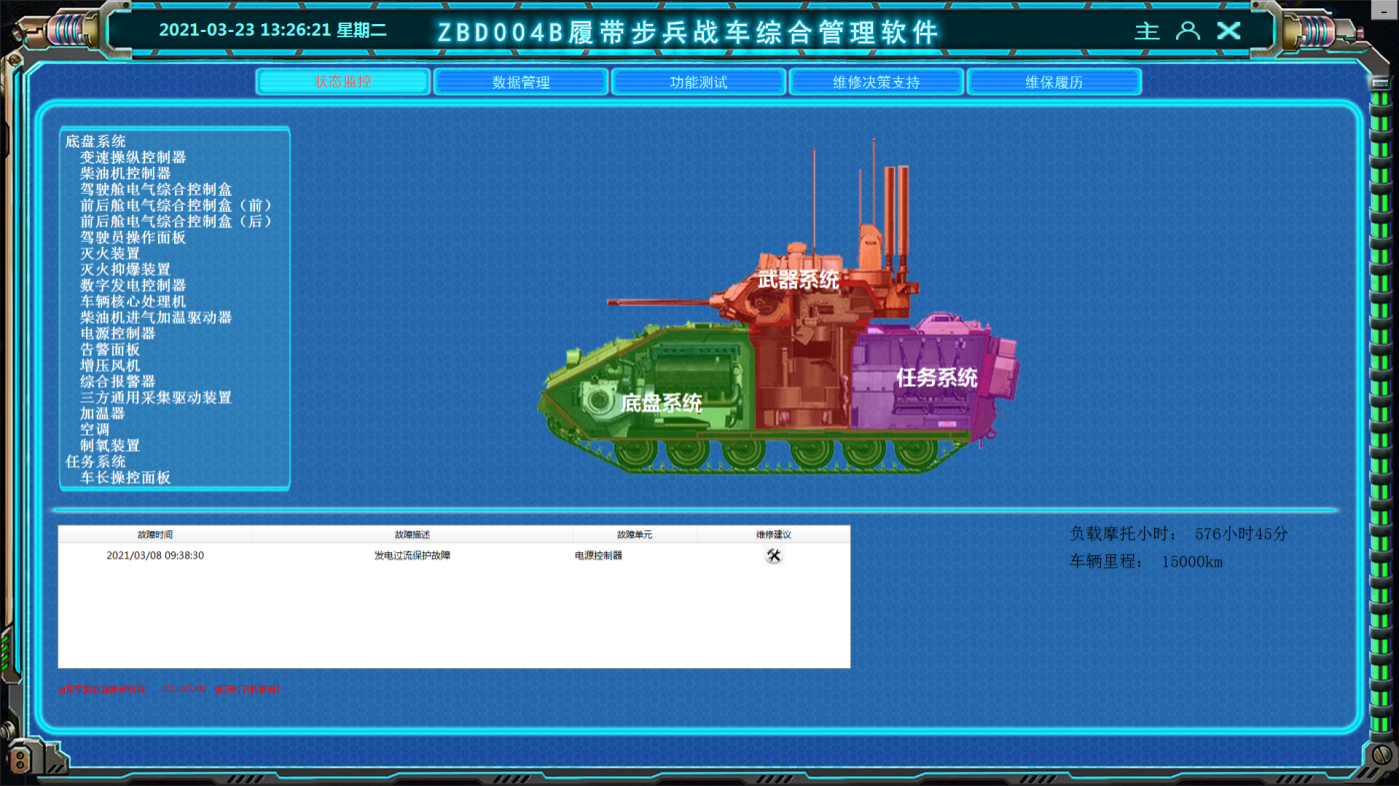 2021-03-23 13:26:21 星期二
ZBD004B履带步兵战车综合管理软件
主
状态监控 数据管理 功能测试 维修决策支持 维保履历
底盘系统
变速操纵控制器
柴油机控制器
驾驶舱电气综合控制盒
前后舱电气综合控制盒（前）
前后舱电气综合控制盒（后）
驾驶员操作面板
灭火装置
灭火抑爆装置
数字发电控制器
车辆核心处理机
柴油机进气加温驱动器
电源控制器
告警面板
增压风机
综合报警器
三方通用采集驱动装置
加温器
空调
制氧装置
任务系统
车长操控面板
武器系统
任务系统
底盘系统
故障时间 故障描述 故障单元 维修建议
2021/03/08 09:38:30 发电过流保护故障 电源控制器
负载摩托小时： 576小时45分
车辆里程： 15000km